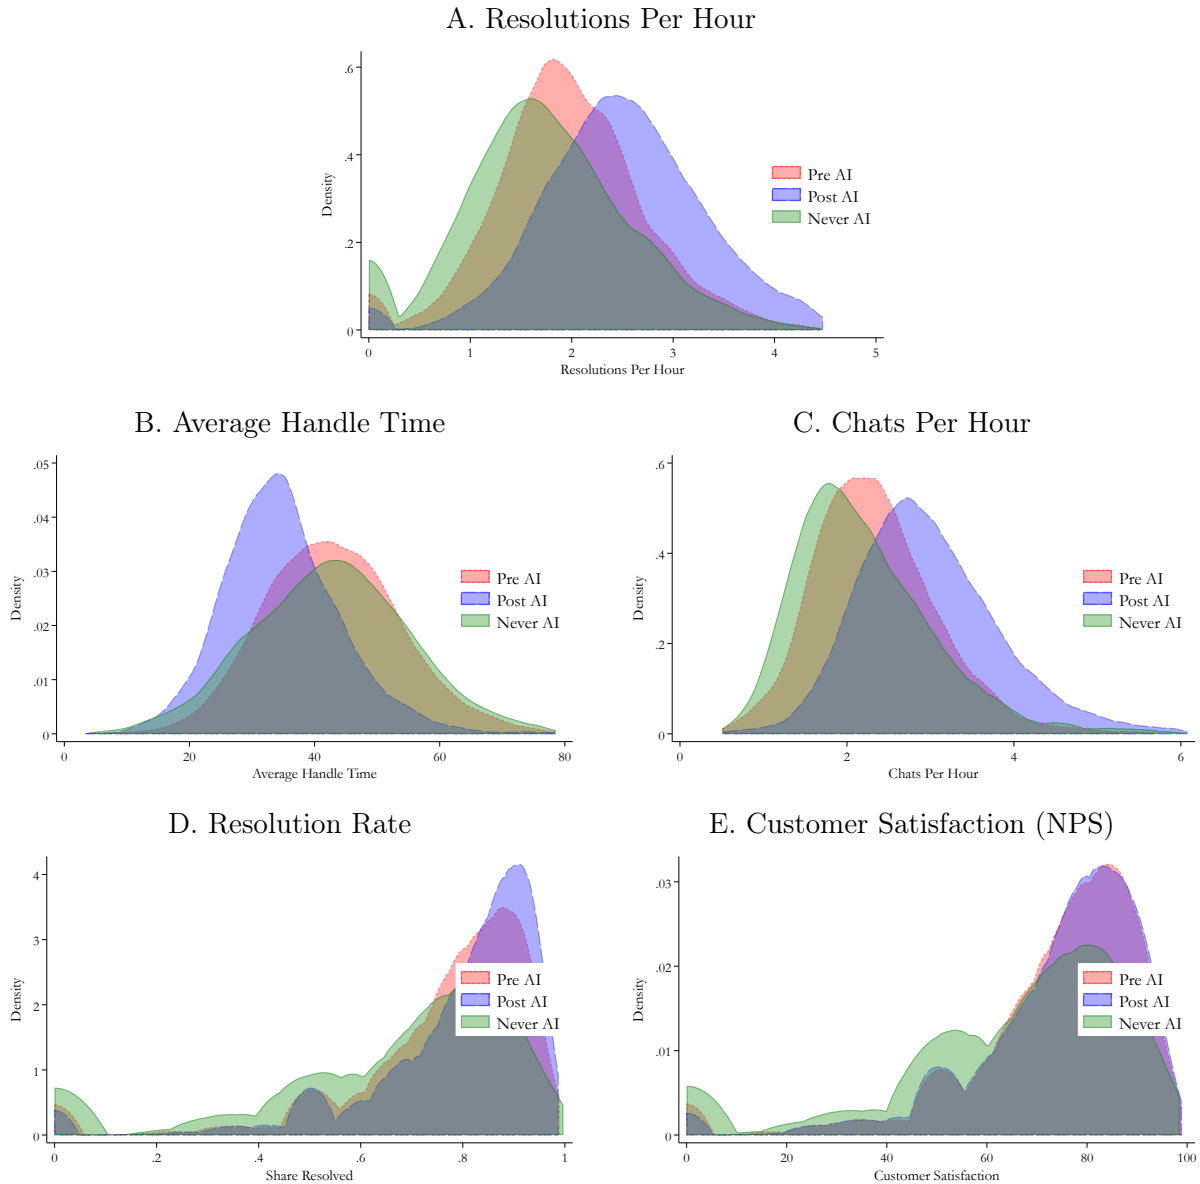 A. Resolutions Per Hour
.6
.4
.2
0
Density
Pre AI
Post AI
Never AI
0 1 2 3 4 5
Resolutions Per Hour
B. Average Handle Time
.05
.04
.03
.02
.01
0
Density
Pre AI
Post AI
Never AI
0 20 40 60 80
Average Handle Time
C. Chats Per Hour
.6
.4
.2
0
Density
Pre AI
Post AI
Never AI
0 2 4 6
Chats Per Hour
D. Resolution Rate
4
3
2
1
0
Density
Pre AI
Post AI
Never AI
0 .2 .4 .6 .8 1
Share Resolved
E. Customer Satisfaction (NPS)
.03
.02
.01
0
Density
Pre AI
Post AI
Never AI
0 20 40 60 80 100
Customer Satisfaction